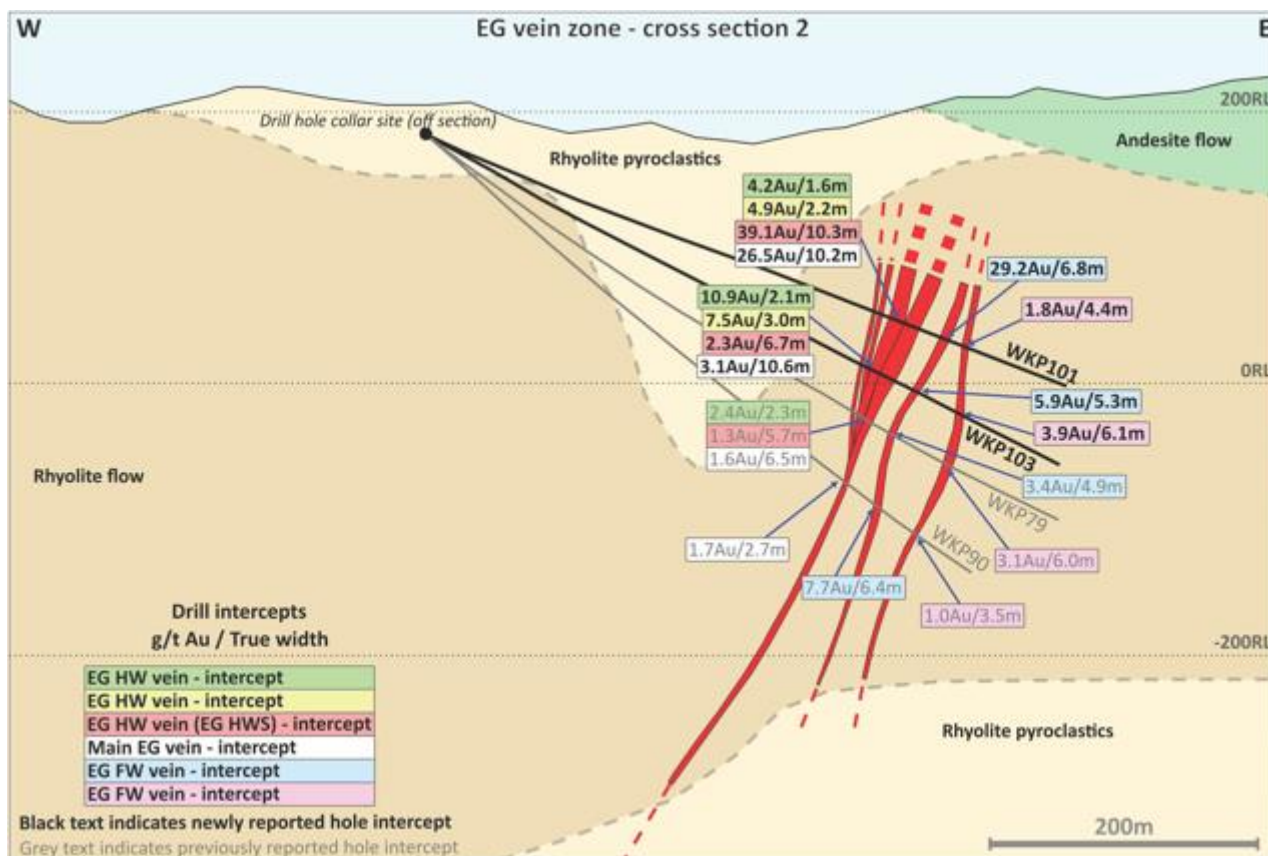 W
EG vein zone - cross section 2
E
200RL
Drill hole collar site (off section)
Andesite flow
Rhyolite pyroclastics
4.2Au/1.6m
4.9Au/2.2m
39.1Au/10.3m
26.5Au/10.2m
29.2Au/6.8m
10.9Au/2.1m
7.5Au/3.0m
2.3Au/6.7m
3.1Au/10.6m
1.8Au/4.4m
WKP101
0RL
5.9Au/5.3m
2.4Au/2.3m
1.3Au/5.7m
1.6Au/6.5m
3.9Au/6.1m
WKP103
Rhyolite flow
3.4Au/4.9m
WKP79
1.7Au/2.7m
WKP90
3.1Au/6.0m
7.7Au/6.4m
1.0Au/3.5m
Drill intercepts
g/t Au / True width
-200RL
EG HW vein - intercept
EG HW vein - intercept
EG HW vein (EG HWS) - intercept
Main EG vein - intercept
EG FW vein - intercept
EG FW vein - intercept
Rhyolite pyroclastics
Black text indicates newly reported hole intercept
Grey text indicates previously reported hole intercept
200m